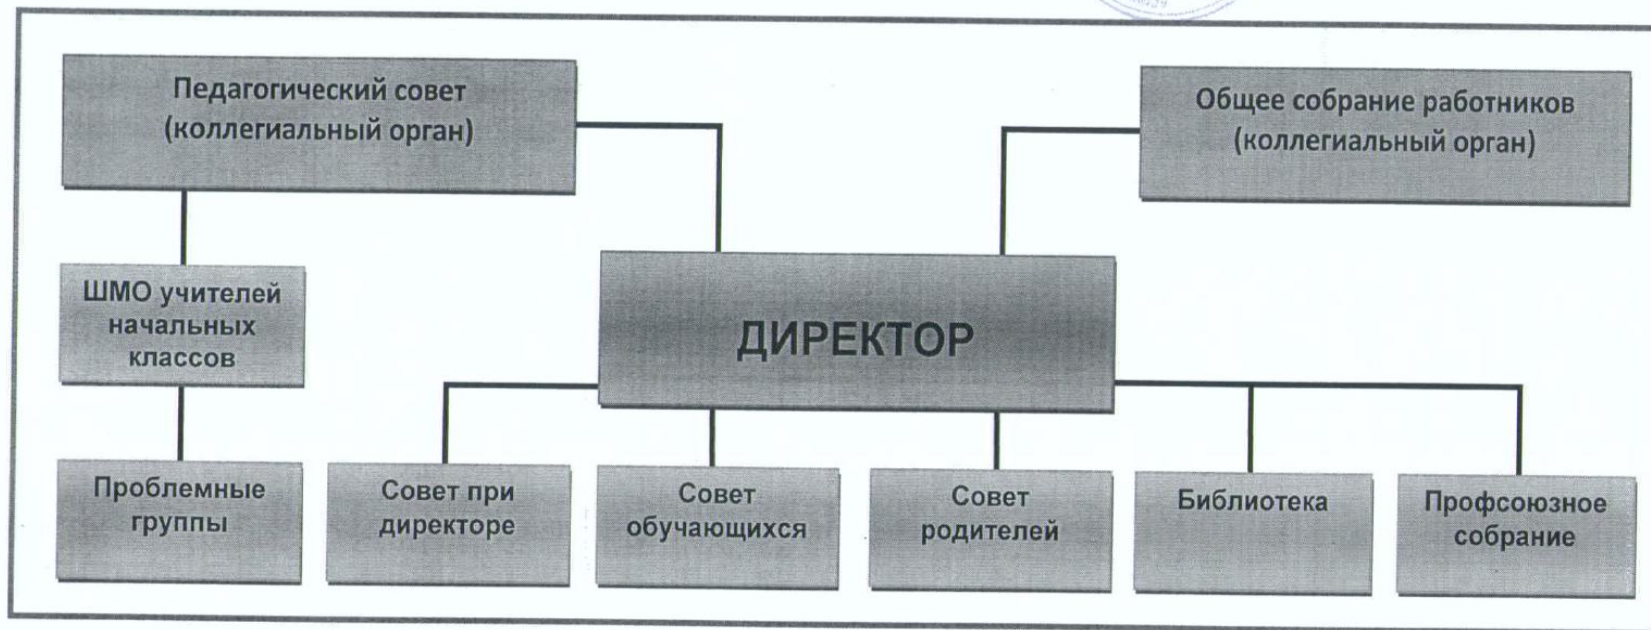 Педагогический совет
(коллегиальный орган)
Общее собрание работников
(коллегиальный орган)
ШМО учителей
начальных
классов
ДИРЕКТОР
Проблемные
группы
Совет при
директоре
Совет
обучающихся
Совет
родителей
Библиотека
Профсоюзное
собрание